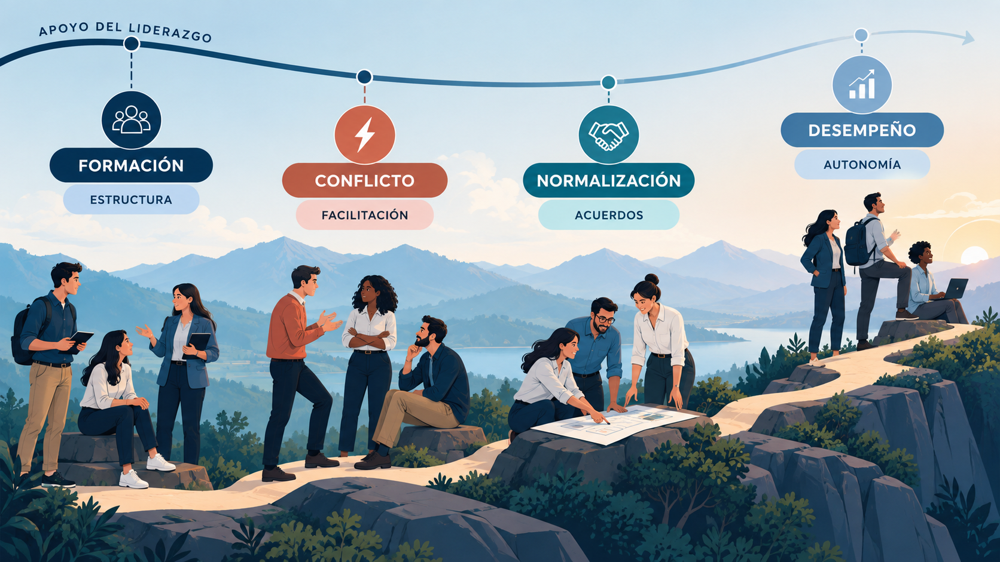 APOYO DEL LIDERAZGO
FORMACIÓN
ESTRUCTURA
CONFLICTO
FACILITACIÓN
NORMALIZACIÓN
ACUERDOS
DESEMPEÑO
AUTONOMÍA